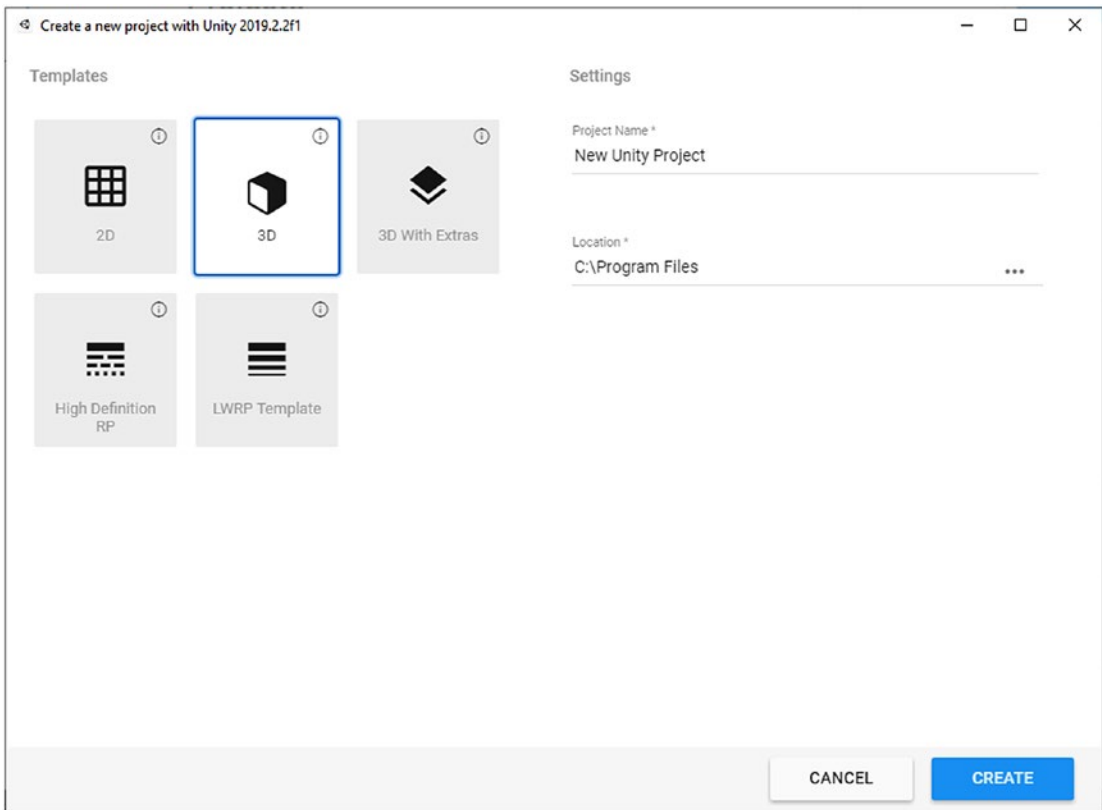 Create a new project with Unity 2019.2.2f1
Templates
2D
3D
3D With Extras
High Definition
RP
LWRP Template
Settings
Project Name *
New Unity Project
Location *
C:\Program Files
CANCEL
CREATE